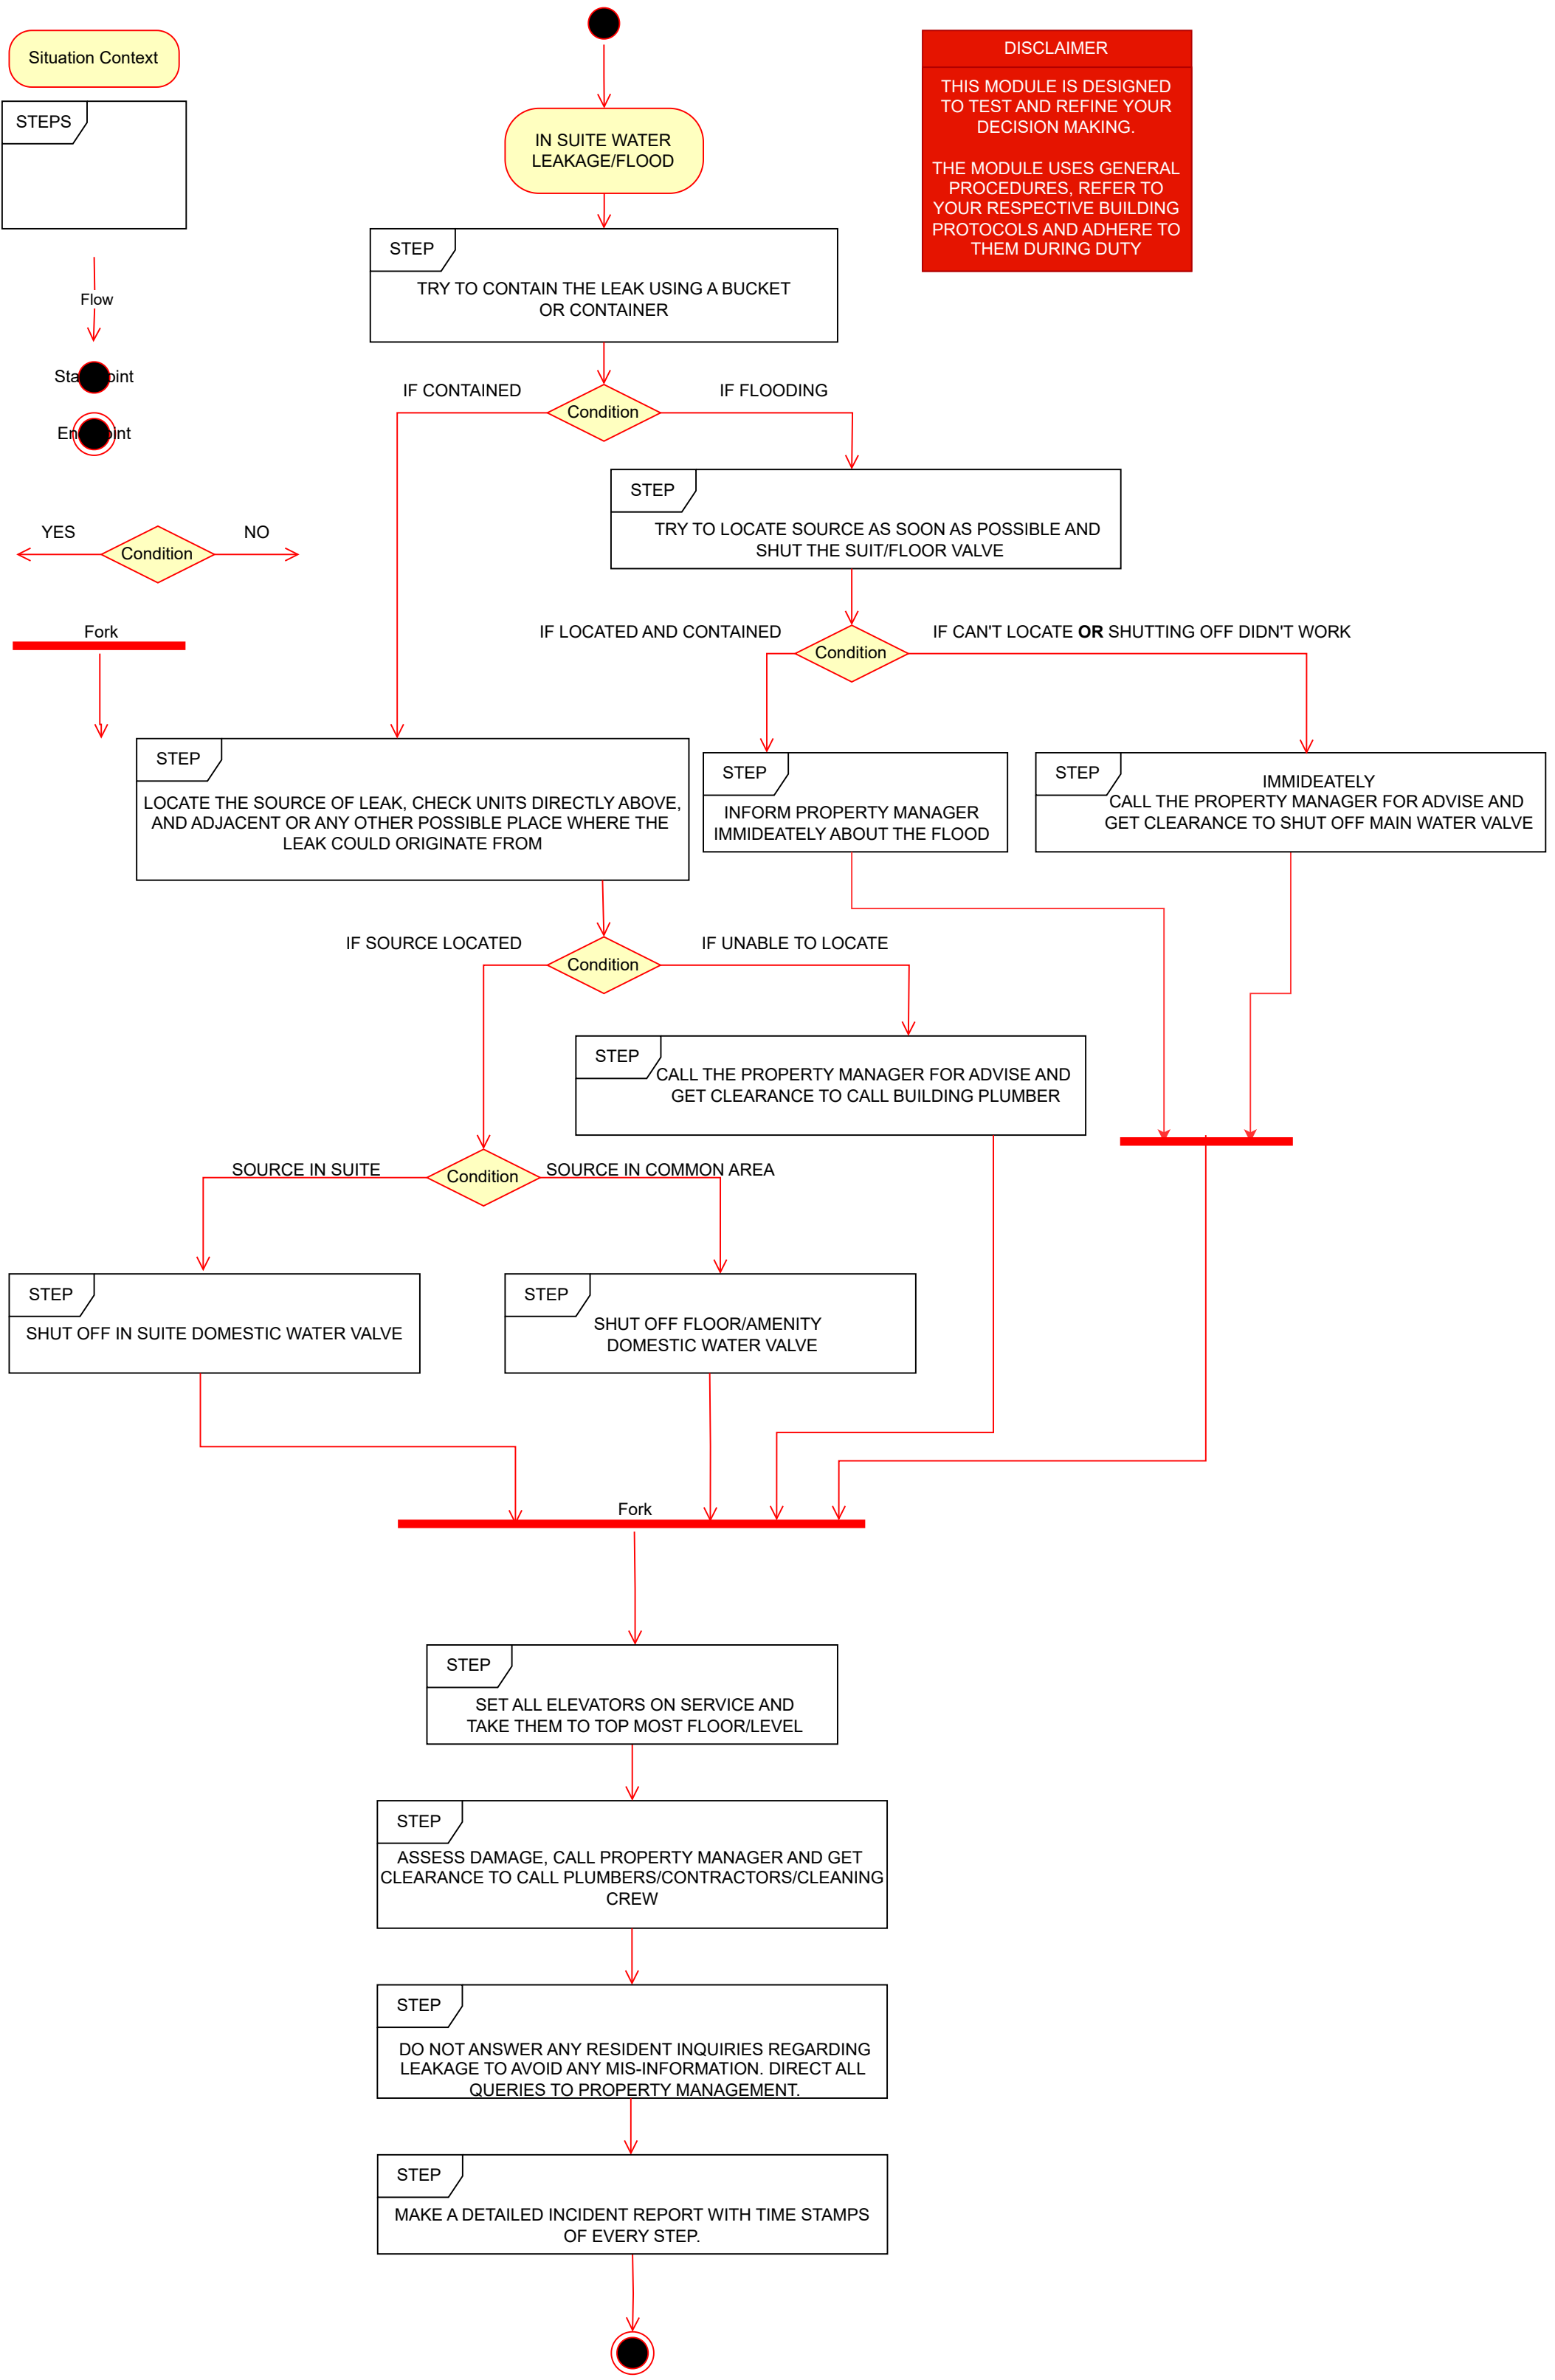 Situation Context
STEPS
Flow
Start Point
End Point
YES
Condition
NO
Fork
IN SUITE WATER
LEAKAGE/FLOOD
DISCLAIMER
THIS MODULE IS DESIGNED
TO TEST AND REFINE YOUR
DECISION MAKING.
THE MODULE USES GENERAL
PROCEDURES, REFER TO
YOUR RESPECTIVE BUILDING
PROTOCOLS AND ADHERE TO
THEM DURING DUTY
STEP
TRY TO CONTAIN THE LEAK USING A BUCKET
OR CONTAINER
IF CONTAINED
Condition
IF FLOODING
STEP
TRY TO LOCATE SOURCE AS SOON AS POSSIBLE AND
SHUT THE SUIT/FLOOR VALVE
IF LOCATED AND CONTAINED
Condition
IF CAN'T LOCATE OR SHUTTING OFF DIDN'T WORK
STEP
LOCATE THE SOURCE OF LEAK, CHECK UNITS DIRECTLY ABOVE,
AND ADJACENT OR ANY OTHER POSSIBLE PLACE WHERE THE
LEAK COULD ORIGINATE FROM
STEP
INFORM PROPERTY MANAGER
IMMIDEATELY ABOUT THE FLOOD
STEP
IMMIDEATELY
CALL THE PROPERTY MANAGER FOR ADVISE AND
GET CLEARANCE TO SHUT OFF MAIN WATER VALVE
IF SOURCE LOCATED
Condition
IF UNABLE TO LOCATE
STEP
CALL THE PROPERTY MANAGER FOR ADVISE AND
GET CLEARANCE TO CALL BUILDING PLUMBER
SOURCE IN SUITE
Condition
SOURCE IN COMMON AREA
STEP
SHUT OFF IN SUITE DOMESTIC WATER VALVE
STEP
SHUT OFF FLOOR/AMENITY
DOMESTIC WATER VALVE
Fork
STEP
SET ALL ELEVATORS ON SERVICE AND
TAKE THEM TO TOP MOST FLOOR/LEVEL
STEP
ASSESS DAMAGE, CALL PROPERTY MANAGER AND GET
CLEARANCE TO CALL PLUMBERS/CONTRACTORS/CLEANING
CREW
STEP
DO NOT ANSWER ANY RESIDENT INQUIRIES REGARDING
LEAKAGE TO AVOID ANY MIS-INFORMATION. DIRECT ALL
QUERIES TO PROPERTY MANAGEMENT.
STEP
MAKE A DETAILED INCIDENT REPORT WITH TIME STAMPS
OF EVERY STEP.